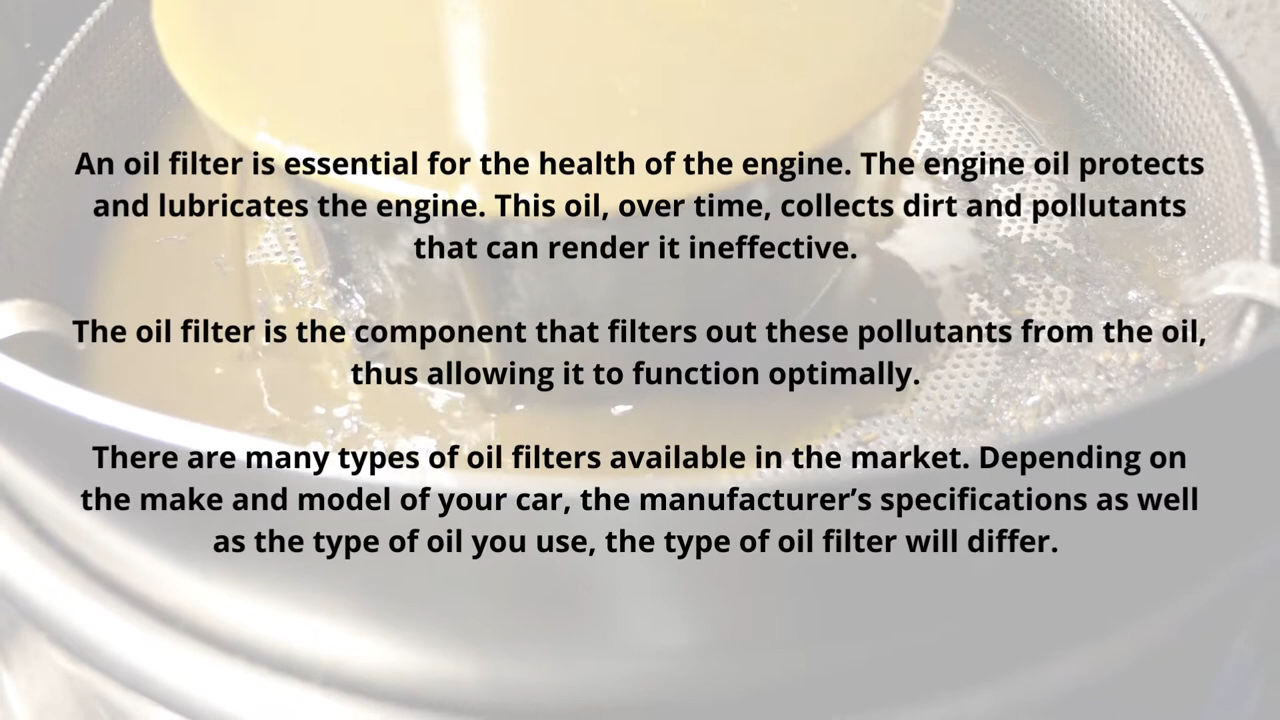 An oil filter is essential for the health of the engine. The engine oil protects
and lubricates the engine. This oil, over time, collects dirt and pollutants
that can render it ineffective.
The oil filter is the component that filters out these pollutants from the oil,
thus allowing it to function optimally.
There are many types of oil filters available in the market. Depending on
the make and model of your car, the manufacturer’s specifications as well
as the type of oil you use, the type of oil filter will differ.